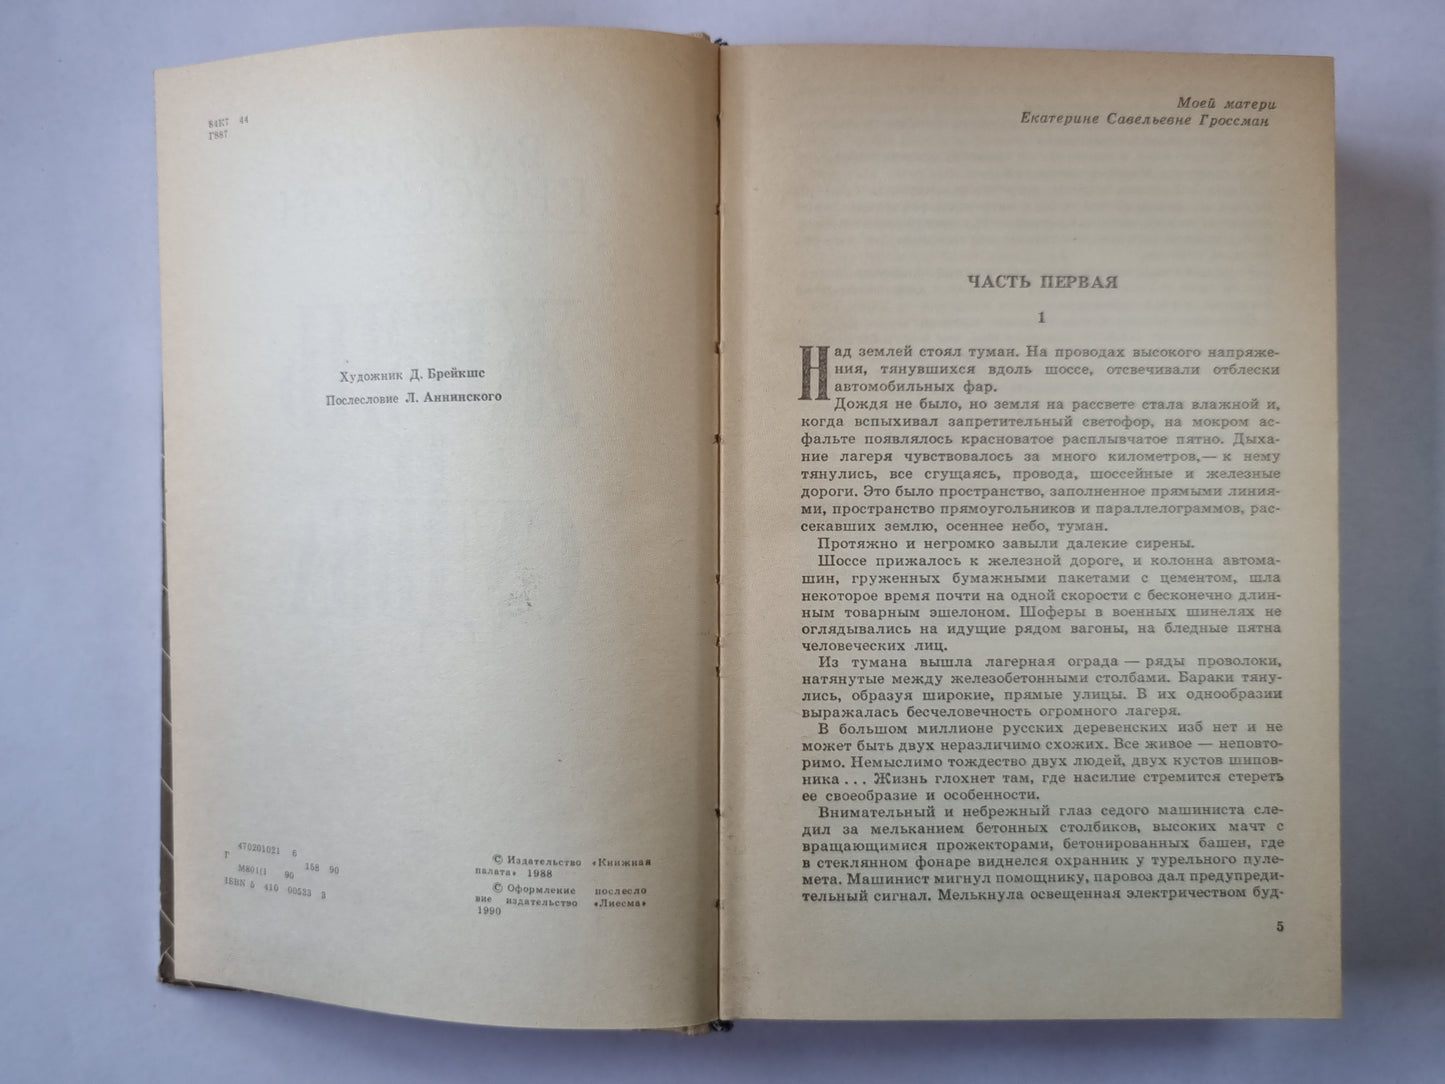 84К7 44
Г887
Художник Д. Брейкшс
Послесловие Л. Аннинского
470201021 6
Г
М801(1 90 158 90
ISBN 5 410 00533 3
© Издательство «Книжная
палата» 1988
© Оформление послесло
вие издательство «Лиесма»
1990
Моей матери
Екатерине Савельевне Гроссман
ЧАСТЬ ПЕРВАЯ
1
Над землей стоял туман. На проводах высокого напряже-
ния, тянувшихся вдоль шоссе, отсвечивали отблески
автомобильных фар.
Дождя не было, но земля на рассвете стала влажной и,
когда вспыхивал запретительный светофор, на мокром ас-
фальте появлялось красноватое расплывчатое пятно. Дыха-
ние лагеря чувствовалось за много километров,— к нему
тянулись, все сгущаясь, провода, шоссейные и железные
дороги. Это было пространство, заполненное прямыми линия-
ми, пространство прямоугольников и параллелограммов, рас-
секавших землю, осеннее небо, туман.
Протяжно и негромко завыли далекие сирены.
Шоссе прижалось к железной дороге, и колонна автома-
шин, груженных бумажными пакетами с цементом, шла
некоторое время почти на одной скорости с бесконечно длин-
ным товарным эшелоном. Шоферы в военных шинелях не
оглядывались на идущие рядом вагоны, на бледные пятна
человеческих лиц.
Из тумана вышла лагерная ограда — ряды проволоки,
натянутые между железобетонными столбами. Бараки тяну-
лись, образуя широкие, прямые улицы. В их однообразии
выражалась бесчеловечность огромного лагеря.
В большом миллионе русских деревенских изб нет и не
может быть двух неразличимо схожих. Все живое — неповто-
римо. Немыслимо тождество двух людей, двух кустов шипов-
ника ... Жизнь глохнет там, где насилие стремится стереть
ее своеобразие и особенности.
Внимательный и небрежный глаз седого машиниста сле-
дил за мельканием бетонных столбиков, высоких мачт с
вращающимися прожекторами, бетонированных башен, где
в стеклянном фонаре виднелся охранник у турельного пуле-
мета. Машинист мигнул помощнику, паровоз дал предупреди-
тельный сигнал. Мелькнула освещенная электричеством буд-
5